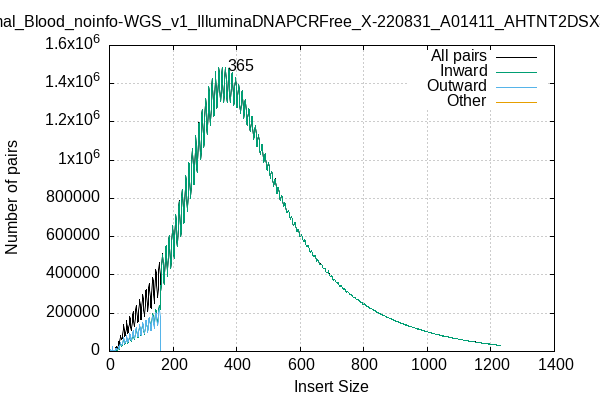 nal_Blood_noinfo-WGS_v1_IlluminaDNAPCRFree_X-220831_A01411_AHTNT2DSX
1.6x10^6
1.4x10^6
1.2x10^6
1x10^6
800000
600000
400000
200000
0
Number of pairs
365
All pairs
Inward
Outward
Other
0 200 400 600 800 1000 1200 1400
Insert Size